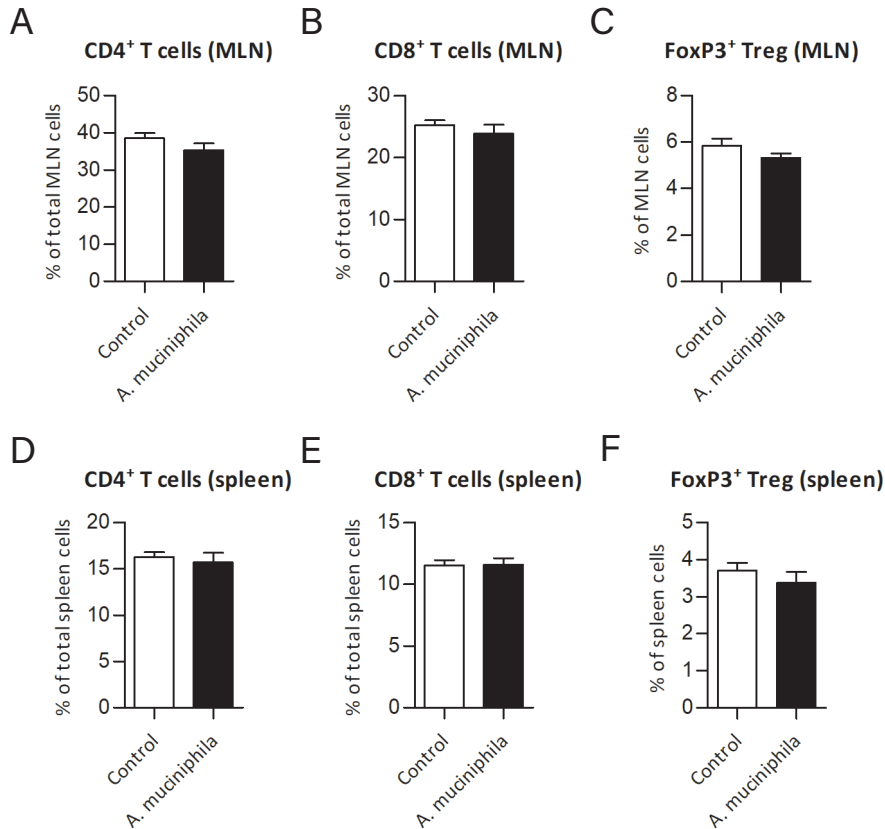 A
CD4⁺ T cells (MLN)
% of total MLN cells
50
40
30
20
10
0
Control
A. muciniphila
B
CD8⁺ T cells (MLN)
% of total MLN cells
30
20
10
0
Control
A. muciniphila
C
FoxP3⁺ Treg (MLN)
% of MLN cells
8
6
4
2
0
Control
A. muciniphila
D
CD4⁺ T cells (spleen)
% of total spleen cells
20
15
10
5
0
Control
A. muciniphila
E
CD8⁺ T cells (spleen)
% of total spleen cells
15
10
5
0
Control
A. muciniphila
F
FoxP3⁺ Treg (spleen)
% of spleen cells
5
4
3
2
1
0
Control
A. muciniphila